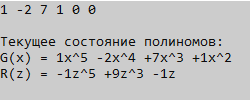 1 -2 7 1 0 0
Текущее состояние полиномов:
G(x) = 1x^5 -2x^4 +7x^3 +1x^2
R(z) = -1z^5 +9z^3 -1z